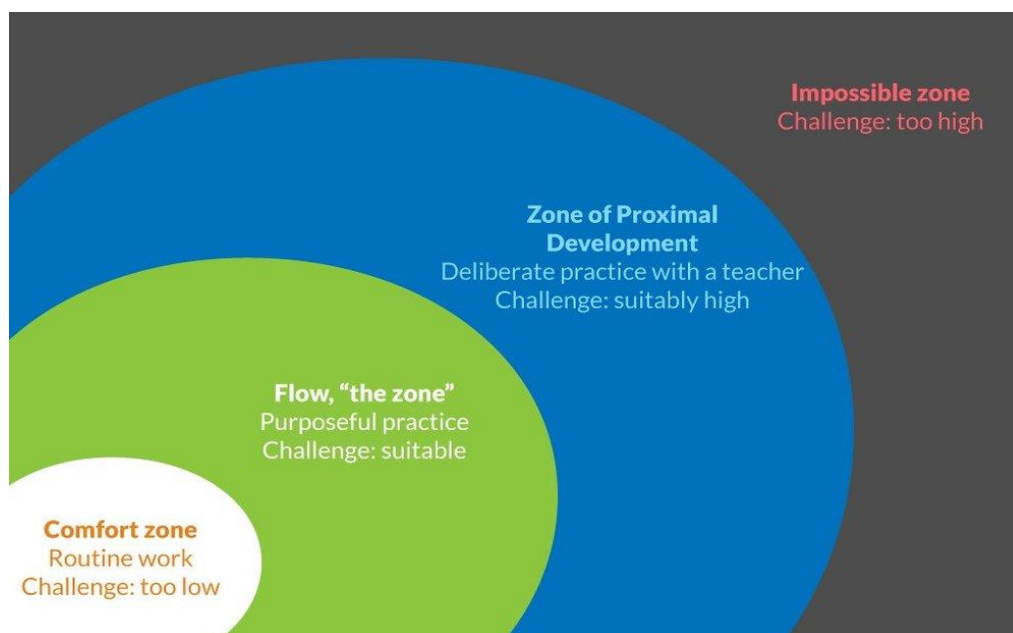 Impossible zone
Challenge: too high
Zone of Proximal
Development
Deliberate practice with a teacher
Challenge: suitably high
Flow, “the zone”
Purposeful practice
Challenge: suitable
Comfort zone
Routine work
Challenge: too low